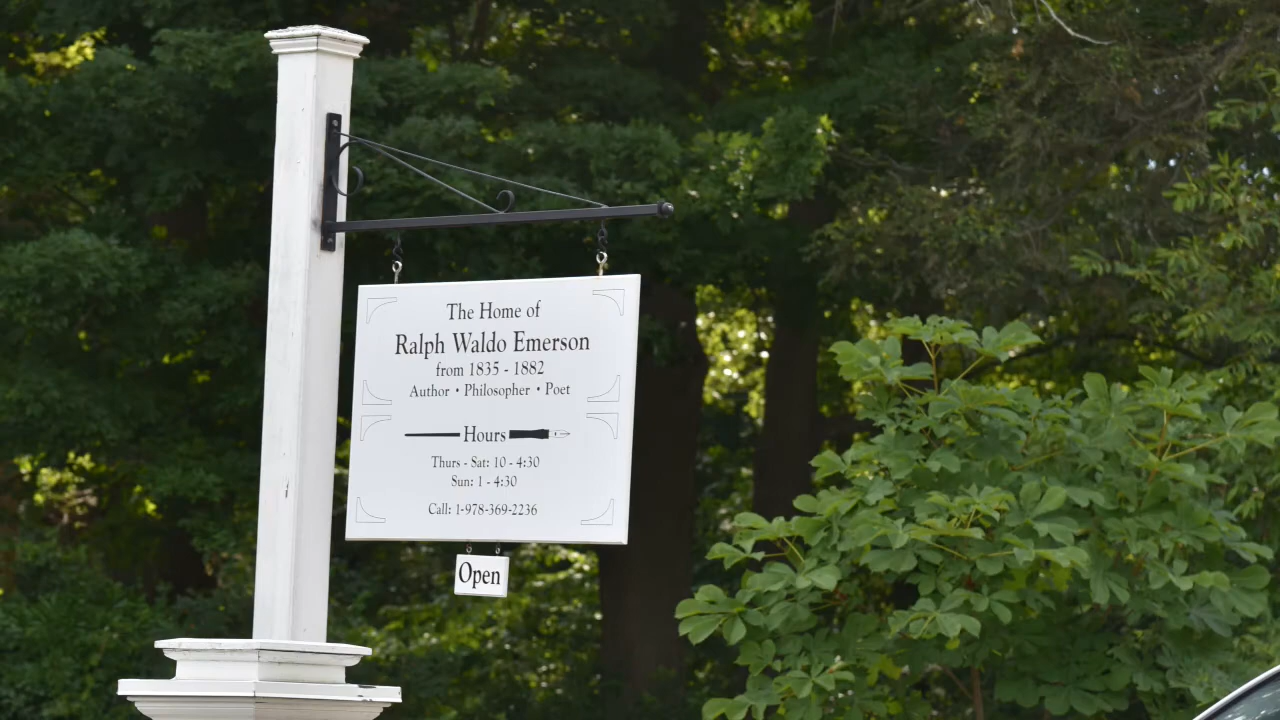 The Home of
Ralph Waldo Emerson
from 1835 - 1882
Author • Philosopher • Poet
Hours
Thurs - Sat: 10 - 4:30
Sun: 1 - 4:30
Call: 1-978-369-2236
Open